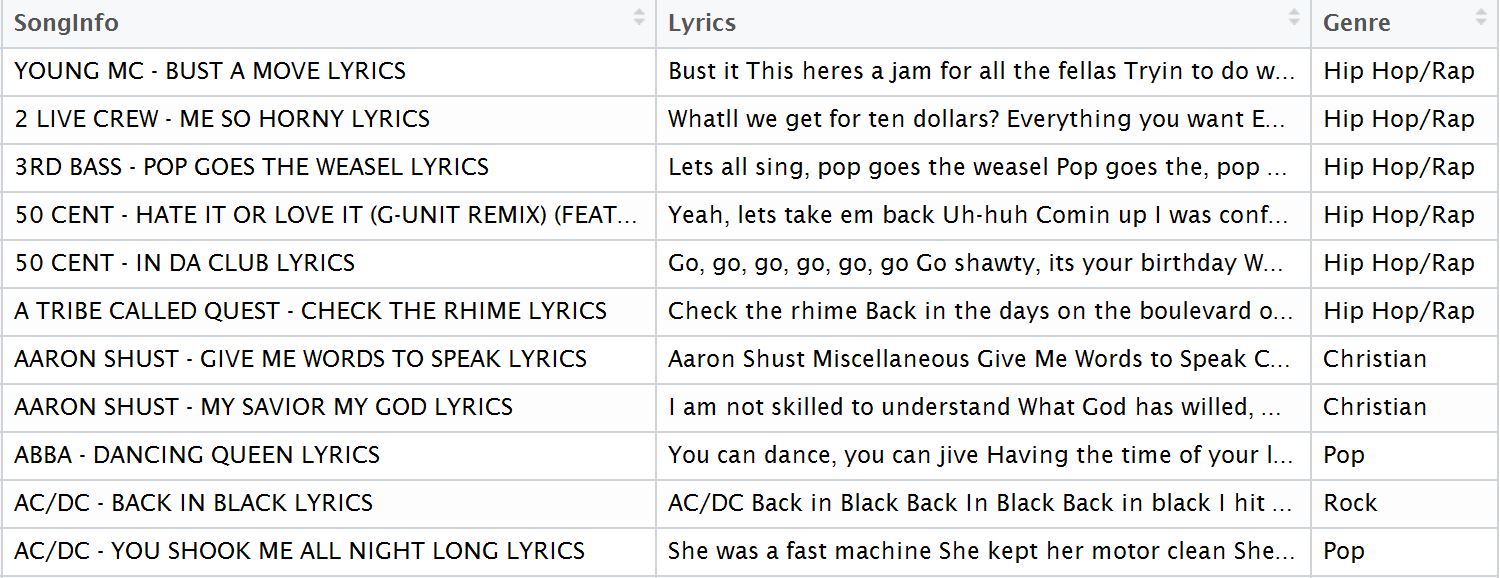 SongInfo Lyrics Genre
YOUNG MC - BUST A MOVE LYRICS Bust it This heres a jam for all the fellas Tryin to do w... Hip Hop/Rap
2 LIVE CREW - ME SO HORNY LYRICS Whatll we get for ten dollars? Everything you want E... Hip Hop/Rap
3RD BASS - POP GOES THE WEASEL LYRICS Lets all sing, pop goes the weasel Pop goes the, pop ... Hip Hop/Rap
50 CENT - HATE IT OR LOVE IT (G-UNIT REMIX) (FEAT... Yeah, lets take em back Uh-huh Comin up I was conf... Hip Hop/Rap
50 CENT - IN DA CLUB LYRICS Go, go, go, go, go, go Go shawty, its your birthday W... Hip Hop/Rap
A TRIBE CALLED QUEST - CHECK THE RHIME LYRICS Check the rhime Back in the days on the boulevard o... Hip Hop/Rap
AARON SHUST - GIVE ME WORDS TO SPEAK LYRICS Aaron Shust Miscellaneous Give Me Words to Speak C... Christian
AARON SHUST - MY SAVIOR MY GOD LYRICS I am not skilled to understand What God has willed, ... Christian
ABBA - DANCING QUEEN LYRICS You can dance, you can jive Having the time of your l... Pop
AC/DC - BACK IN BLACK LYRICS AC/DC Back in Black Back In Black Back in black I hit ... Rock
AC/DC - YOU SHOOK ME ALL NIGHT LONG LYRICS She was a fast machine She kept her motor clean She... Pop